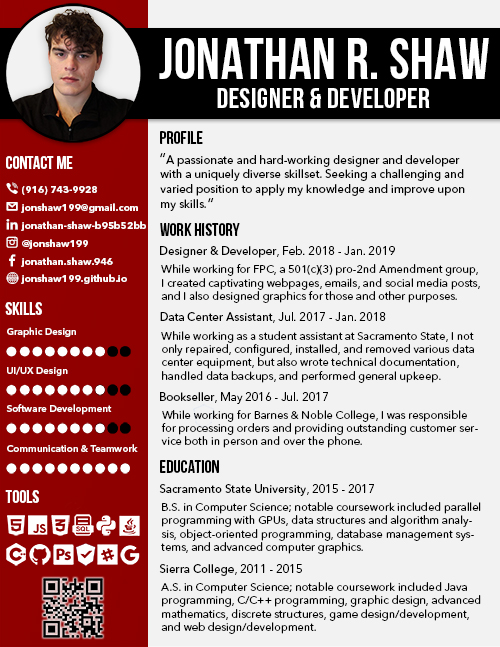 JONATHAN R. SHAW
DESIGNER & DEVELOPER
CONTACT ME
(916) 743-9928
jonshaw199@gmail.com
jonathan-shaw-b95b52bb
@jonshaw199
jonathan.shaw.946
jonshaw199.github.io
SKILLS
Graphic Design
UI/UX Design
Software Development
Communication & Teamwork
TOOLS
JS
SQL
Ps
G
PROFILE
"A passionate and hard-working designer and developer
with a uniquely diverse skillset. Seeking a challenging and
varied position to apply my knowledge and improve upon
my skills."
WORK HISTORY
Designer & Developer, Feb. 2018 - Jan. 2019
While working for FPC, a 501(c)(3) pro-2nd Amendment group,
I created captivating webpages, emails, and social media posts,
and I also designed graphics for those and other purposes.
Data Center Assistant, Jul. 2017 - Jan. 2018
While working as a student assistant at Sacramento State, I not
only repaired, configured, installed, and removed various data
center equipment, but also wrote technical documentation,
handled data backups, and performed general upkeep.
Bookseller, May 2016 - Jul. 2017
While working for Barnes & Noble College, I was responsible
for processing orders and providing outstanding customer ser-
vice both in person and over the phone.
EDUCATION
Sacramento State University, 2015 - 2017
B.S. in Computer Science; notable coursework included parallel
programming with GPUs, data structures and algorithm analy-
sis, object-oriented programming, database management sys-
tems, and advanced computer graphics.
Sierra College, 2011 - 2015
A.S. in Computer Science; notable coursework included Java
programming, C/C++ programming, graphic design, advanced
mathematics, discrete structures, game design/development,
and web design/development.